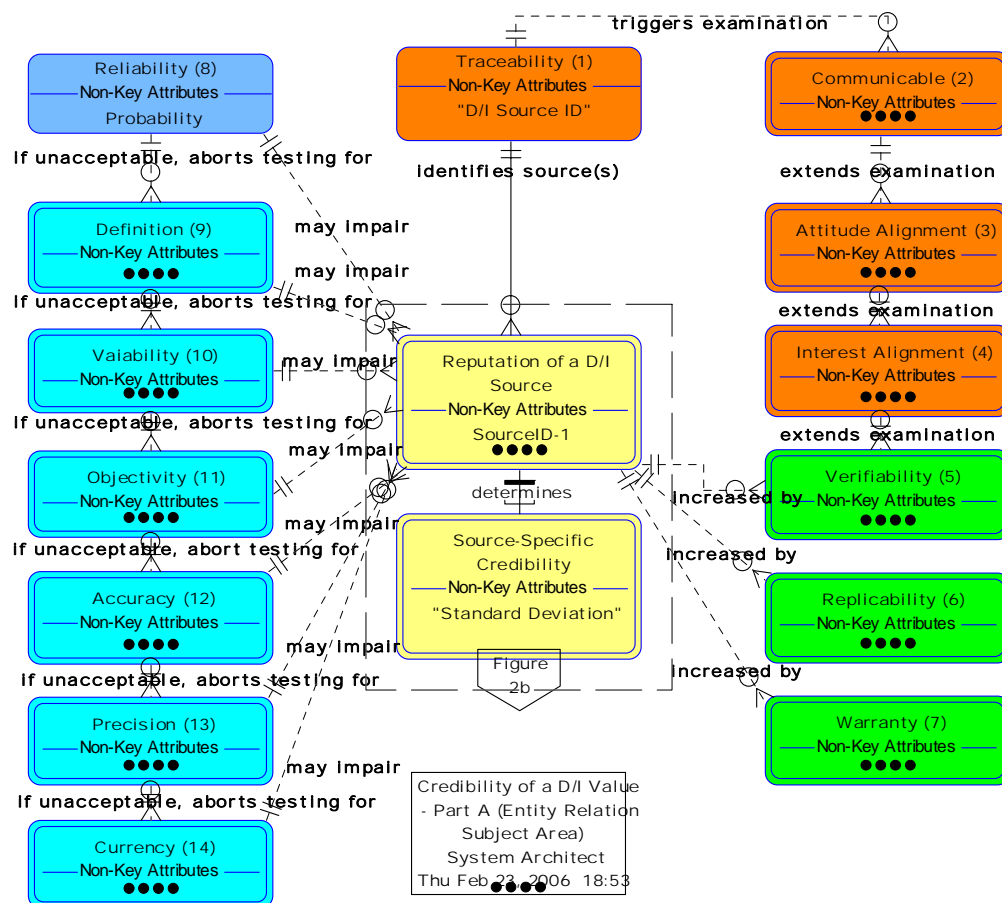 triggers examination
Reliability (8)
Non-Key Attributes
Probability
Traceability (1)
Non-Key Attributes
"D/I Source ID"
Communicable (2)
Non-Key Attributes
If unacceptable, aborts testing for
identifies source(s)
extends examination
Definition (9)
Non-Key Attributes
may impair
may impair
Attitude Alignment (3)
Non-Key Attributes
If unacceptable, aborts testing for
extends examination
Vaiability (10)
Non-Key Attributes
may impair
Reputation of a D/I
Source
Non-Key Attributes
SourceID-1
Interest Alignment (4)
Non-Key Attributes
If unacceptable, aborts testing for
extends examination
Objectivity (11)
Non-Key Attributes
may impair
determines
increased by
Verifiability (5)
Non-Key Attributes
If unacceptable, abort testing for
may impair
Source-Specific
Credibility
Non-Key Attributes
"Standard Deviation"
increased by
Accuracy (12)
Non-Key Attributes
Replicability (6)
Non-Key Attributes
may impair
If unacceptable, aborts testing for
Figure
2b
increased by
Precision (13)
Non-Key Attributes
Warranty (7)
Non-Key Attributes
may impair
If unacceptable, aborts testing for
Currency (14)
Non-Key Attributes
Credibility of a D/I Value
- Part A (Entity Relation
Subject Area)
System Architect
Thu Feb 23, 2006 18:53